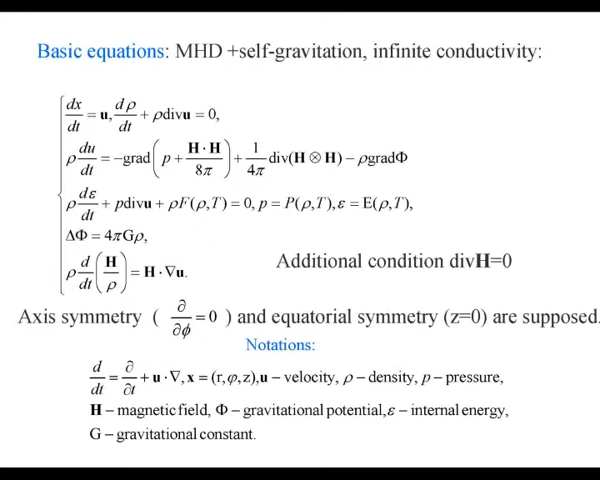 Basic equations: MHD +self-gravitation, infinite conductivity:
dx/dt = u, dρ/dt + ρdivu = 0,
ρ du/dt = −grad(p + H·H/8π) + 1/4π div(H ⊗ H) − ρgradΦ
ρ dε/dt + pdivu + ρF(ρ,T) = 0, p = P(ρ,T), ε = E(ρ,T),
ΔΦ = 4πGρ,
ρ d/dt (H/ρ) = H·∇u.
Additional condition divH=0
Axis symmetry ( ∂/∂ϕ = 0 ) and equatorial symmetry (z=0) are supposed.
Notations:
d/dt = ∂/∂t + u·∇, x = (r,φ,z), u – velocity, ρ – density, p – pressure,
H – magnetic field, Φ – gravitational potential, ε – internal energy,
G – gravitational constant.